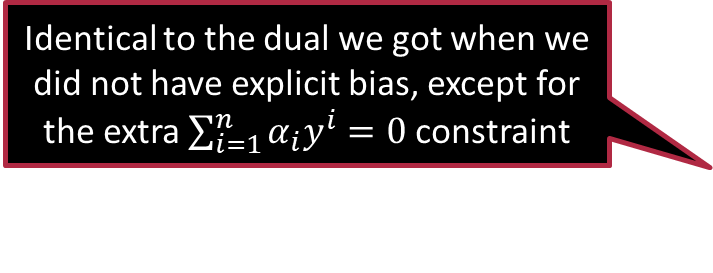 Identical to the dual we got when we
did not have explicit bias, except for
the extra ∑ⁿᵢ₌₁ αᵢyⁱ = 0 constraint